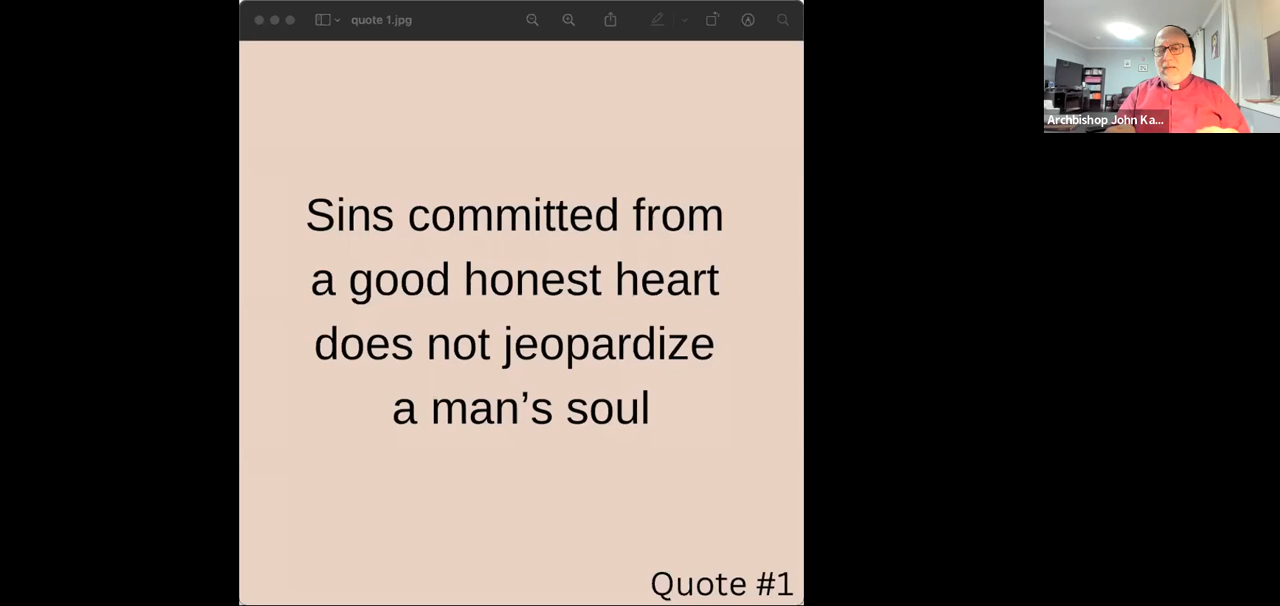 quote 1.jpg
Sins committed from
a good honest heart
does not jeopardize
a man’s soul
Quote #1
Archbishop John Ka...